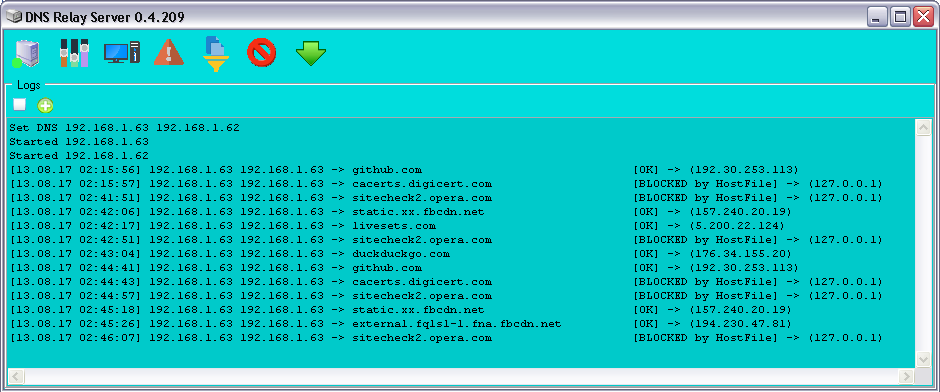 DNS Relay Server 0.4.209
Logs
Set DNS 192.168.1.63 192.168.1.62
Started 192.168.1.63
Started 192.168.1.62
[13.08.17 02:15:56] 192.168.1.63 192.168.1.63 -> github.com [OK] -> (192.30.253.113)
[13.08.17 02:15:57] 192.168.1.63 192.168.1.63 -> cacerts.digicert.com [BLOCKED by HostFile] -> (127.0.0.1)
[13.08.17 02:41:51] 192.168.1.63 192.168.1.63 -> sitecheck2.opera.com [BLOCKED by HostFile] -> (127.0.0.1)
[13.08.17 02:42:06] 192.168.1.63 192.168.1.63 -> static.xx.fbcdn.net [OK] -> (157.240.20.19)
[13.08.17 02:42:17] 192.168.1.63 192.168.1.63 -> livesets.com [OK] -> (5.200.22.124)
[13.08.17 02:42:51] 192.168.1.63 192.168.1.63 -> sitecheck2.opera.com [BLOCKED by HostFile] -> (127.0.0.1)
[13.08.17 02:43:04] 192.168.1.63 192.168.1.63 -> duckduckgo.com [OK] -> (176.34.155.20)
[13.08.17 02:44:41] 192.168.1.63 192.168.1.63 -> github.com [OK] -> (192.30.253.113)
[13.08.17 02:44:43] 192.168.1.63 192.168.1.63 -> cacerts.digicert.com [BLOCKED by HostFile] -> (127.0.0.1)
[13.08.17 02:44:57] 192.168.1.63 192.168.1.63 -> sitecheck2.opera.com [BLOCKED by HostFile] -> (127.0.0.1)
[13.08.17 02:45:18] 192.168.1.63 192.168.1.63 -> static.xx.fbcdn.net [OK] -> (157.240.20.19)
[13.08.17 02:45:26] 192.168.1.63 192.168.1.63 -> external.fqls1-1.fna.fbcdn.net [OK] -> (194.230.47.81)
[13.08.17 02:46:07] 192.168.1.63 192.168.1.63 -> sitecheck2.opera.com [BLOCKED by HostFile] -> (127.0.0.1)